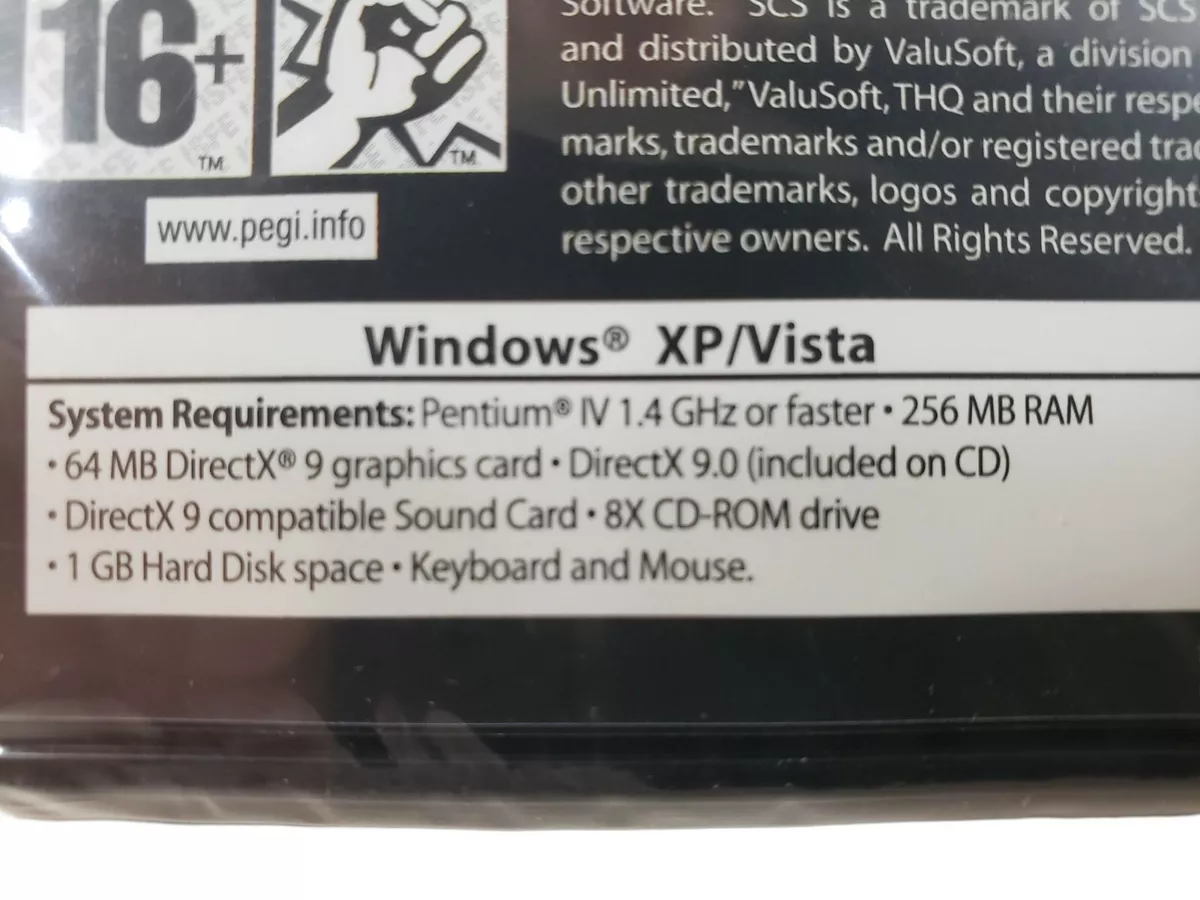 16+
TM
TM
www.pegi.info
Software. SCS is a trademark of SCS
and distributed by ValuSoft, a division
Unlimited," ValuSoft, THQ and their
marks, trademarks and/or registered
other trademarks, logos and copyright
respective owners. All Rights Reserved.
Windows® XP/Vista
System Requirements: Pentium® IV 1.4 GHz or faster • 256 MB RAM
• 64 MB DirectX® 9 graphics card • DirectX 9.0 (included on CD)
• DirectX 9 compatible Sound Card • 8X CD-ROM drive
• 1 GB Hard Disk space • Keyboard and Mouse.